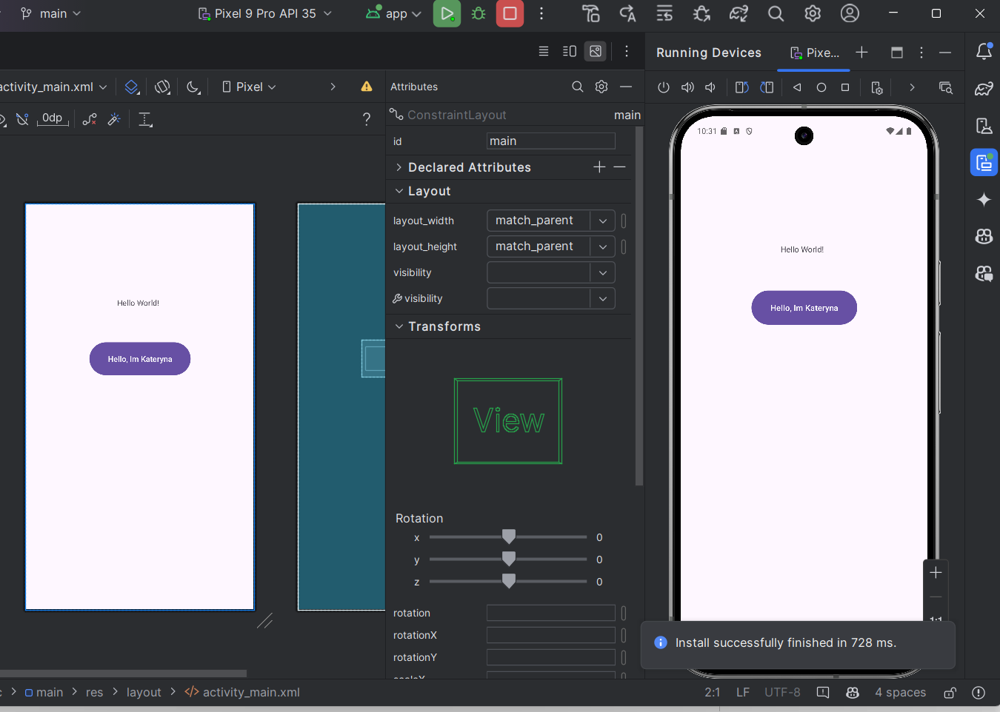 main
Pixel 9 Pro API 35
app
Running Devices
Pixe...
activity_main.xml
Pixel
Attributes
0dp
?
ConstraintLayout
main
id
main
Declared Attributes
Layout
layout_width
match_parent
layout_height
match_parent
visibility
visibility
Transforms
View
Rotation
x
0
y
0
z
0
rotation
rotationX
rotationY
scaleX
Hello World!
Hello, Im Kateryna
10:31
Hello World!
Hello, Im Kateryna
1:1
Install successfully finished in 728 ms.
main
res
layout
activity_main.xml
2:1
LF
UTF-8
4 spaces